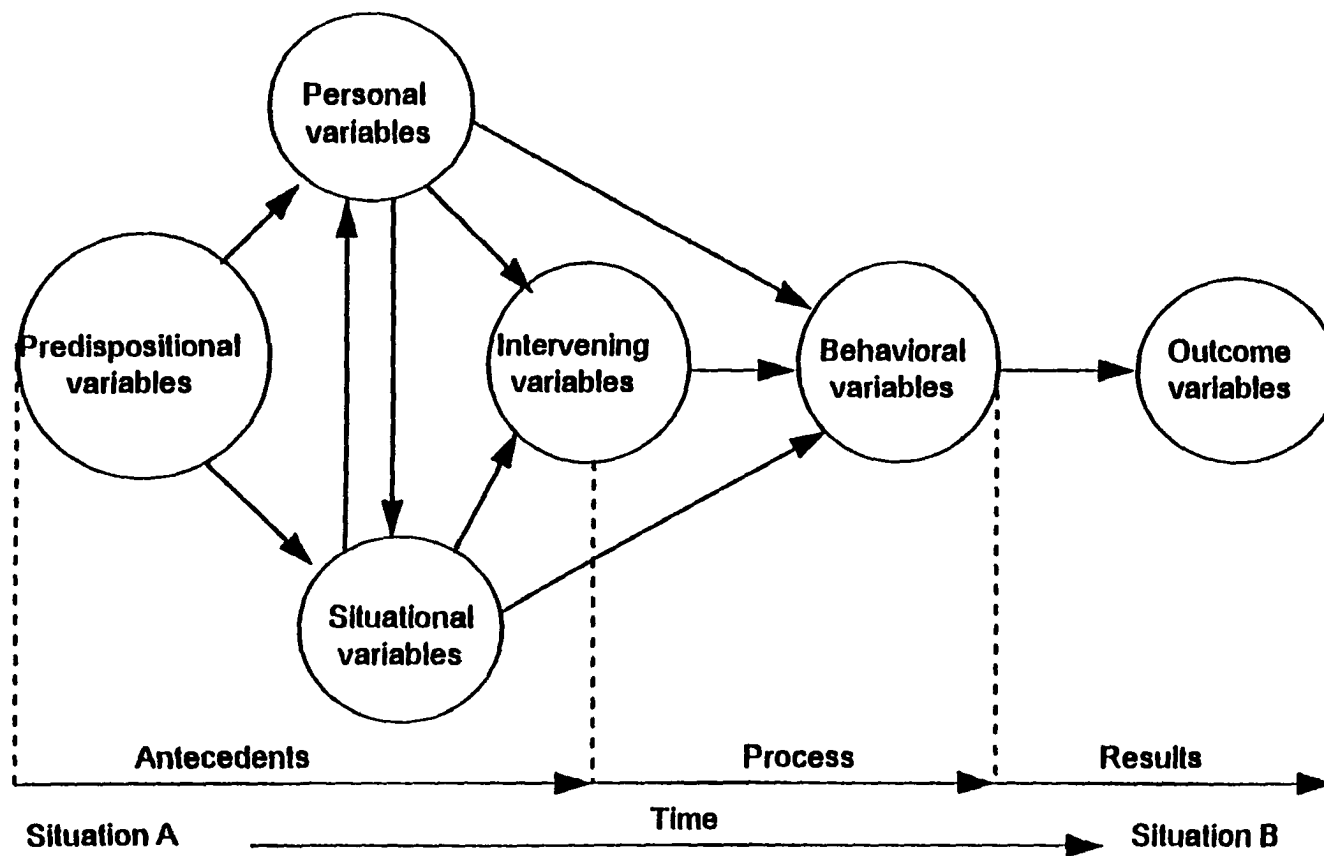 Personal
variables
Predispositional
variables
Intervening
variables
Behavioral
variables
Outcome
variables
Situational
variables
Antecedents
Process
Results
Situation A
Time
Situation B